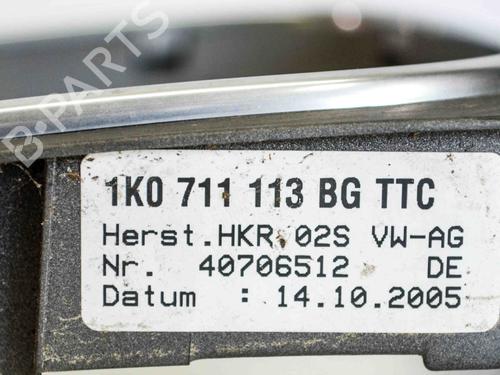 B-PARTS
1K0 711 113 BG TTC
Herst.HKR 02S VW-AG
Nr. 40706512 DE
Datum : 14.10.2005